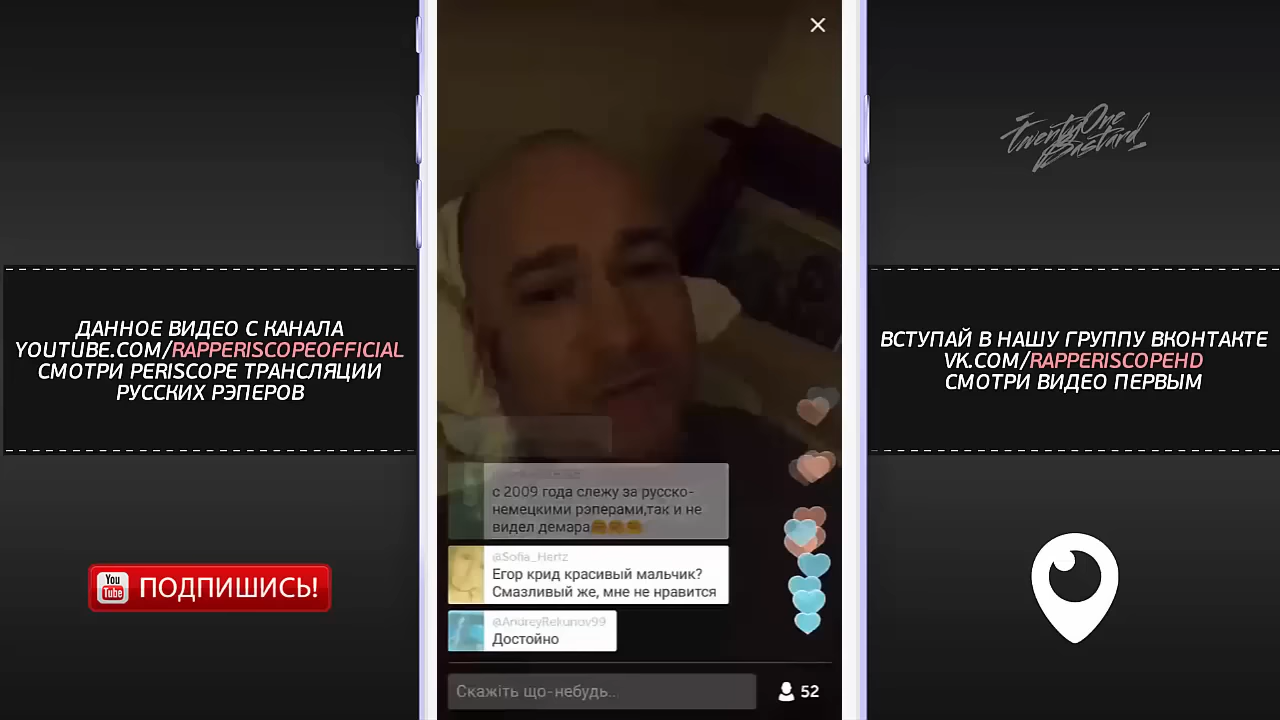 TwentyOne
Bastard
ДАННОЕ ВИДЕО С КАНАЛА
YOUTUBE.COM/RAPPERISCOPEOFFICIAL
СМОТРИ PERISCOPE ТРАНСЛЯЦИИ
РУССКИХ РЭПЕРОВ
ВСТУПАЙ В НАШУ ГРУППУ ВКОНТАКТЕ
VK.COM/RAPPERISCOPEHD
СМОТРИ ВИДЕО ПЕРВЫМ
с 2009 года слежу за русско-
немецкими рэперами,так и не
видел демара
@Sofia_Hertz
Егор крид красивый мальчик?
Смазливый же, мне не нравится
@AndreyRekunov99
Достойно
You
Tube
ПОДПИШИСЬ!
Скажіть що-небудь...
52